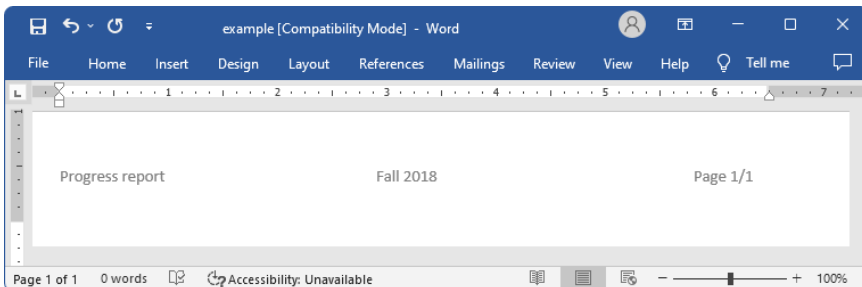 example [Compatibility Mode] - Word
File Home Insert Design Layout References Mailings Review View Help Tell me
L 1 2 3 4 5 6 7
1
Progress report Fall 2018 Page 1/1
Page 1 of 1 0 words Accessibility: Unavailable 100%